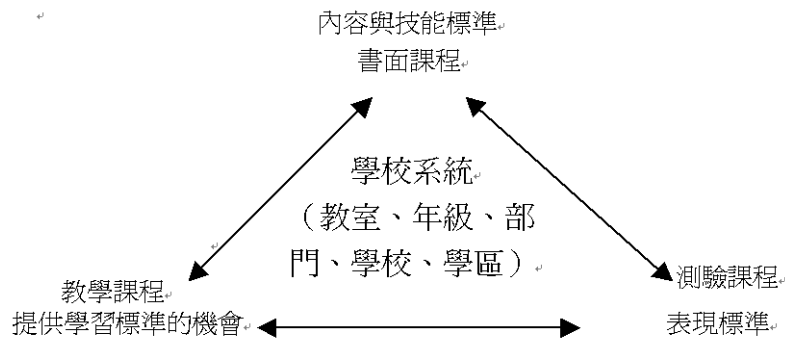 內容與技能標準
書面課程
學校系統
（教室、年級、部
門、學校、學區）
教學課程
提供學習標準的機會
測驗課程
表現標準